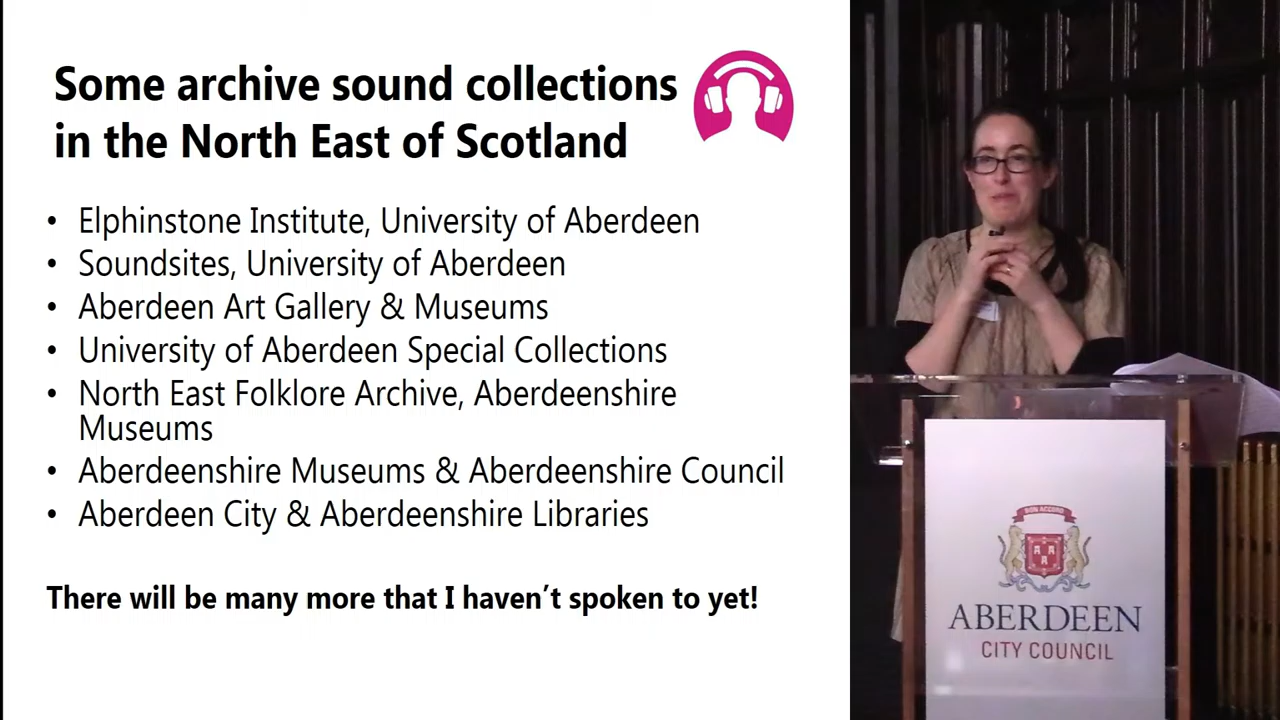 Some archive sound collections
in the North East of Scotland
• Elphinstone Institute, University of Aberdeen
• Soundsites, University of Aberdeen
• Aberdeen Art Gallery & Museums
• University of Aberdeen Special Collections
• North East Folklore Archive, Aberdeenshire
Museums
• Aberdeenshire Museums & Aberdeenshire Council
• Aberdeen City & Aberdeenshire Libraries
There will be many more that I haven't spoken to yet!
BON ACCORD
ABERDEEN
CITY COUNCIL